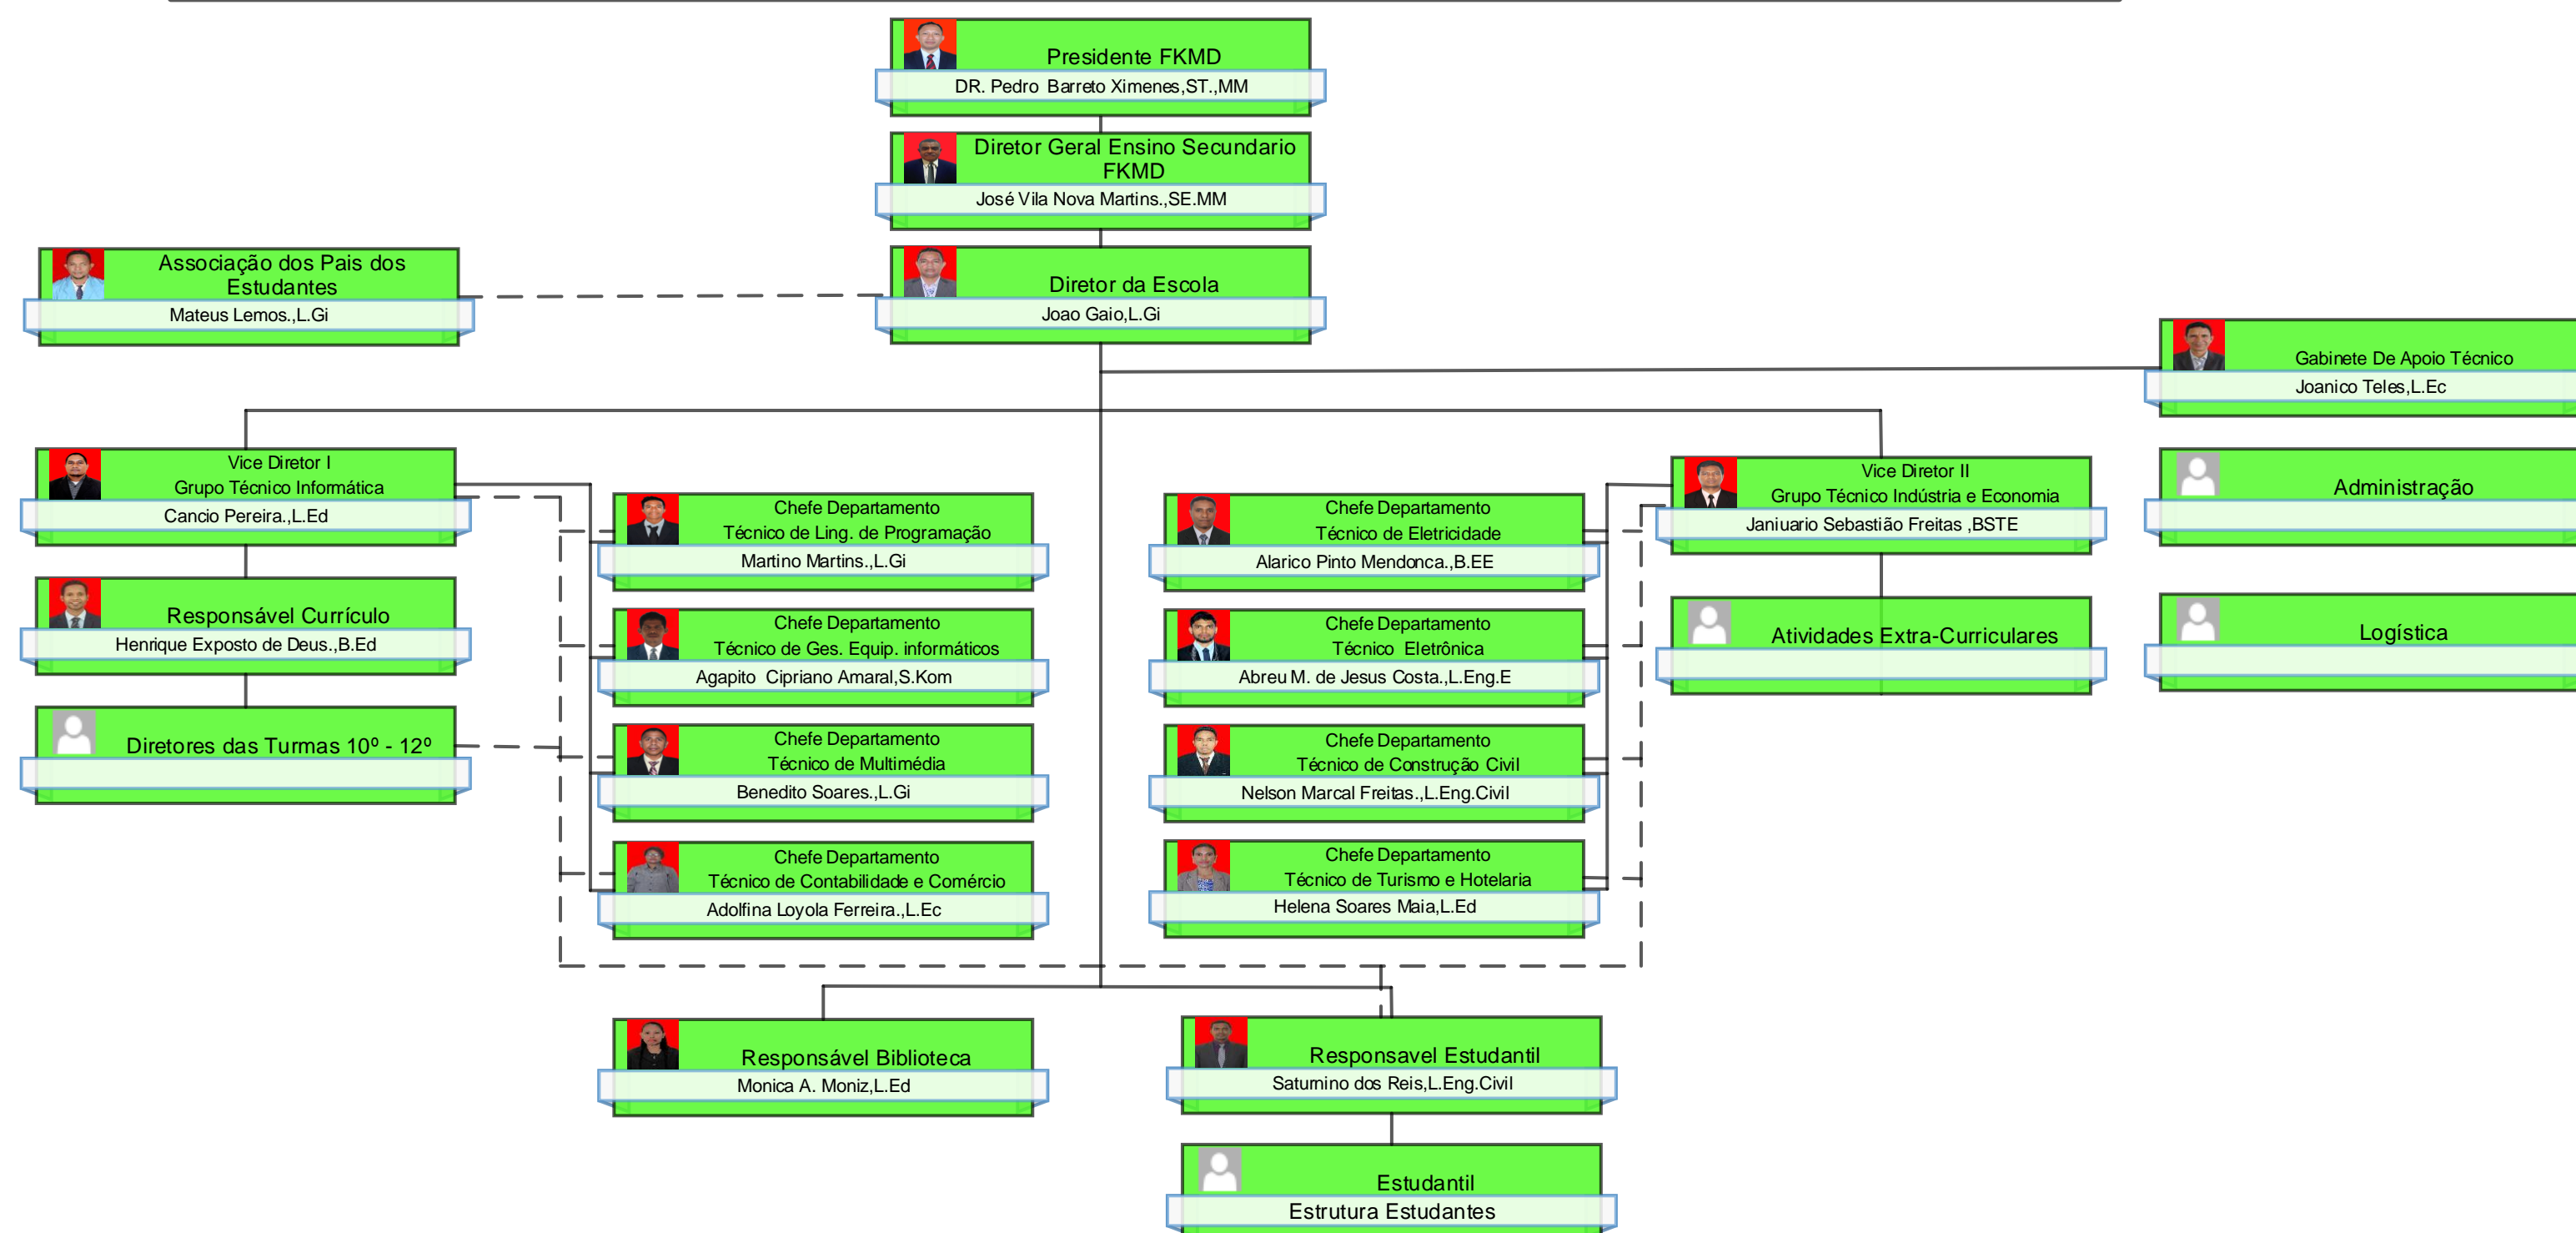 Presidente FKMD
DR. Pedro Barreto Ximenes,ST.,MM
Diretor Geral Ensino Secundario
FKMD
José Vila Nova Martins.,SE.MM
Associação dos Pais dos
Estudantes
Mateus Lemos.,L.Gi
Diretor da Escola
Joao Gaio,L.Gi
Gabinete De Apoio Técnico
Joanico Teles,L.Ec
Vice Diretor I
Grupo Técnico Informática
Cancio Pereira.,L.Ed
Responsável Currículo
Henrique Exposto de Deus.,B.Ed
Diretores das Turmas 10º - 12º
Chefe Departamento
Técnico de Ling. de Programação
Martino Martins.,L.Gi
Chefe Departamento
Técnico de Ges. Equip. informáticos
Agapito Cipriano Amaral,S.Kom
Chefe Departamento
Técnico de Multimédia
Benedito Soares.,L.Gi
Chefe Departamento
Técnico de Contabilidade e Comércio
Adolfina Loyola Ferreira.,L.Ec
Chefe Departamento
Técnico de Eletricidade
Alarico Pinto Mendonca.,B.EE
Chefe Departamento
Técnico Eletrônica
Abreu M. de Jesus Costa.,L.Eng.E
Chefe Departamento
Técnico de Construção Civil
Nelson Marcal Freitas.,L.Eng.Civil
Chefe Departamento
Técnico de Turismo e Hotelaria
Helena Soares Maia,L.Ed
Vice Diretor II
Grupo Técnico Indústria e Economia
Janiuario Sebastião Freitas ,BSTE
Atividades Extra-Curriculares
Administração
Logística
Responsável Biblioteca
Monica A. Moniz,L.Ed
Responsavel Estudantil
Saturnino dos Reis,L.Eng.Civil
Estudantil
Estrutura Estudantes